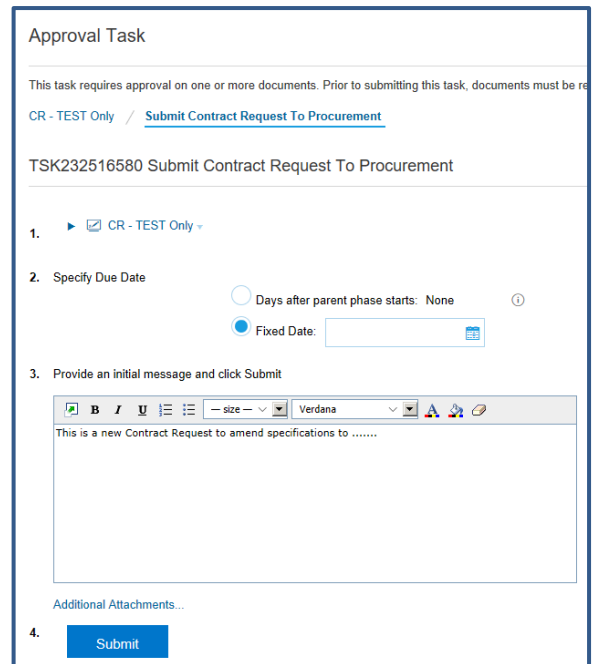 Approval Task
This task requires approval on one or more documents. Prior to submitting this task, documents must be re
CR - TEST Only / Submit Contract Request To Procurement
TSK232516580 Submit Contract Request To Procurement
1. CR - TEST Only
2. Specify Due Date
Days after parent phase starts: None
Fixed Date:
3. Provide an initial message and click Submit
B I U — size — Verdana A
This is a new Contract Request to amend specifications to .......
Additional Attachments...
4. Submit